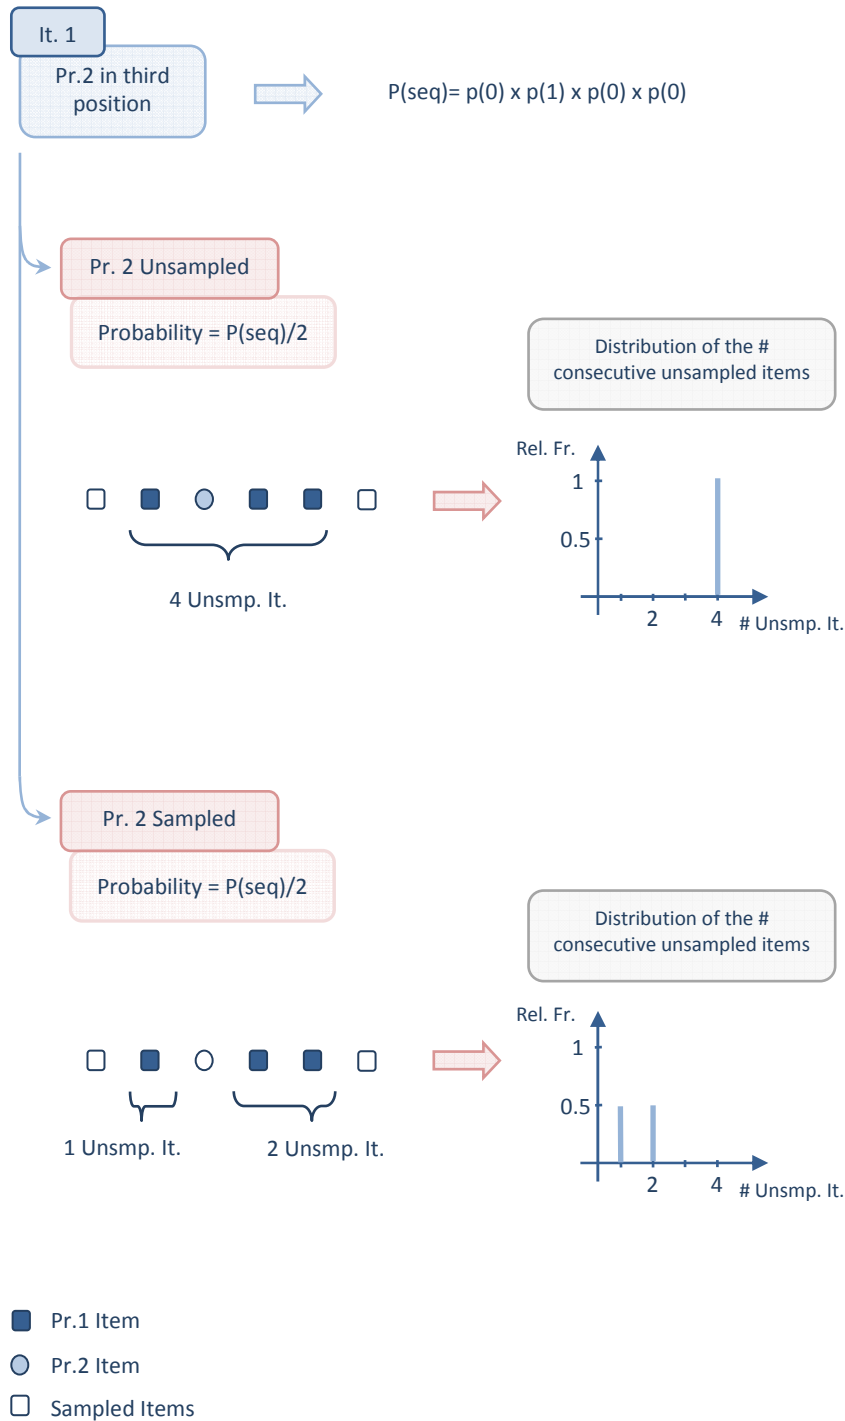 It. 1
Pr.2 in third
position
P(seq)= p(0) x p(1) x p(0) x p(0)
Pr. 2 Unsampled
Probability = P(seq)/2
Distribution of the #
consecutive unsampled items
Rel. Fr.
1
0.5
2
4
# Unsmp. It.
4 Unsmp. It.
Pr. 2 Sampled
Probability = P(seq)/2
Distribution of the #
consecutive unsampled items
Rel. Fr.
1
0.5
2
4
# Unsmp. It.
1 Unsmp. It.
2 Unsmp. It.
Pr.1 Item
Pr.2 Item
Sampled Items